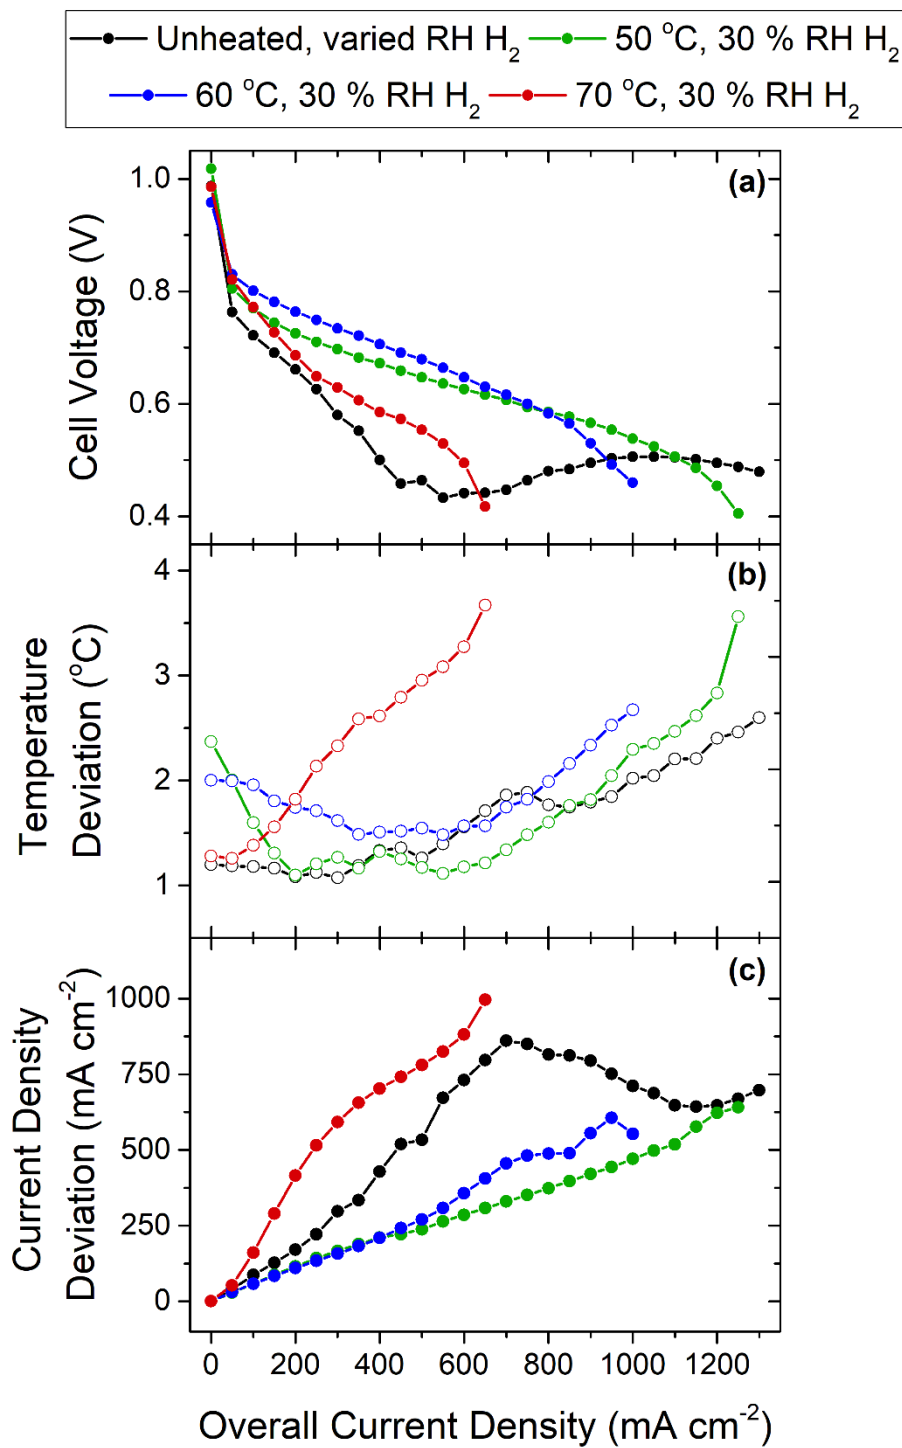 Unheated, varied RH H₂ 50 °C, 30 % RH H₂
60 °C, 30 % RH H₂ 70 °C, 30 % RH H₂
(a)
1.0
0.8
0.6
0.4
Cell Voltage (V)
(b)
4
3
2
1
Temperature
Deviation (°C)
(c)
1000
750
500
250
0
Current Density
Deviation (mA cm⁻²)
0 200 400 600 800 1000 1200
Overall Current Density (mA cm⁻²)